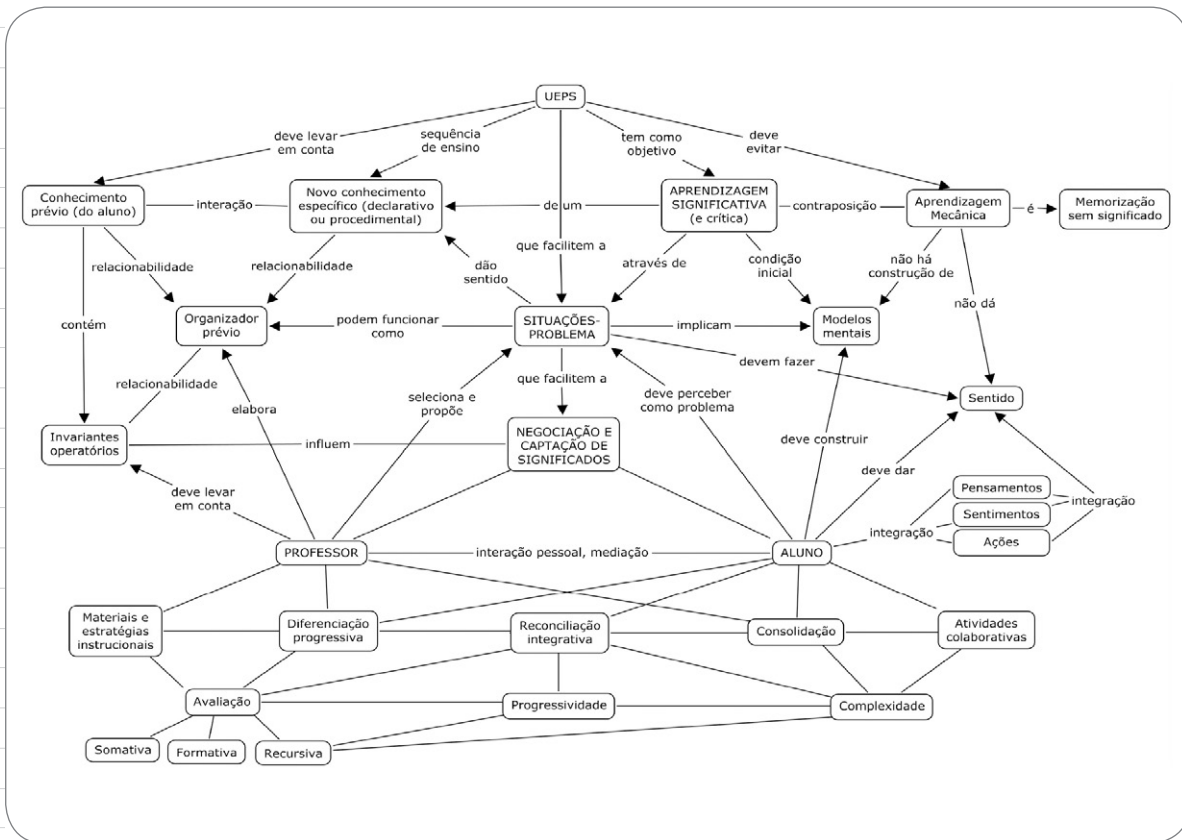 UEPS
deve levar
em conta
sequência
de ensino
tem como
objetivo
deve
evitar
Conhecimento
prévio (do aluno)
interação
Novo conhecimento
específico (declarativo
ou procedimental)
de um
APRENDIZAGEM
SIGNIFICATIVA
(e crítica)
contraposição
Aprendizagem
Mecânica
é
Memorização
sem significado
relacionabilidade
relacionabilidade
que facilitem a
através de
condição
inicial
não há
construção de
dão
sentido
contém
não dá
Organizador
prévio
podem funcionar
como
SITUAÇÕES-
PROBLEMA
implicam
Modelos
mentais
devem fazer
relacionabilidade
que facilitem a
elabora
seleciona e
propõe
deve perceber
como problema
Sentido
Invariantes
operatórios
influem
NEGOCIAÇÃO E
CAPTAÇÃO DE
SIGNIFICADOS
deve construir
deve dar
deve levar
em conta
Pensamentos
Sentimentos
Ações
integração
integração
PROFESSOR
interação pessoal, mediação
ALUNO
Materiais e
estratégias
instrucionais
Diferenciação
progressiva
Reconciliação
integrativa
Consolidação
Atividades
colaborativas
Avaliação
Progressividade
Complexidade
Somativa
Formativa
Recursiva